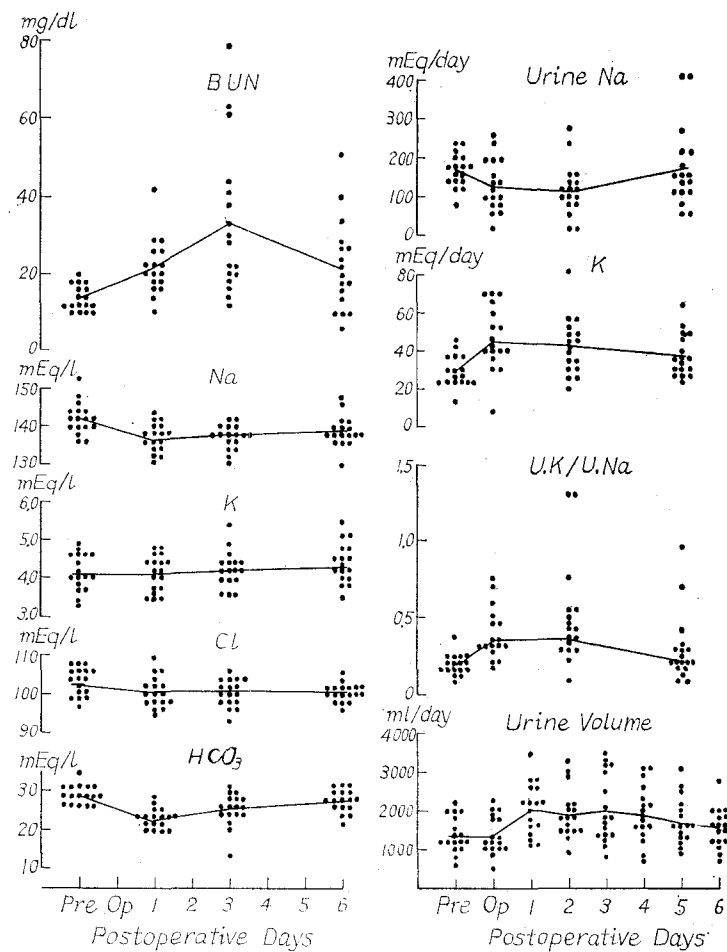 mg/dl
80
BUN
60
40
20
0
mEq/l
Na
150
140
130
mEq/l
K
6,0
5,0
4,0
3,0
mEq/l
Cl
110
100
90
mEq/l
HCO₃
30
20
10
Pre Op 1 2 3 4 5 6
Postoperative Days
mEq/day
Urine Na
400
300
200
100
0
mEq/day
K
80
60
40
20
0
U.K/U.Na
1,5
1,0
0,5
0
ml/day
Urine Volume
4000
3000
2000
1000
Pre Op 1 2 3 4 5 6
Postoperative Days